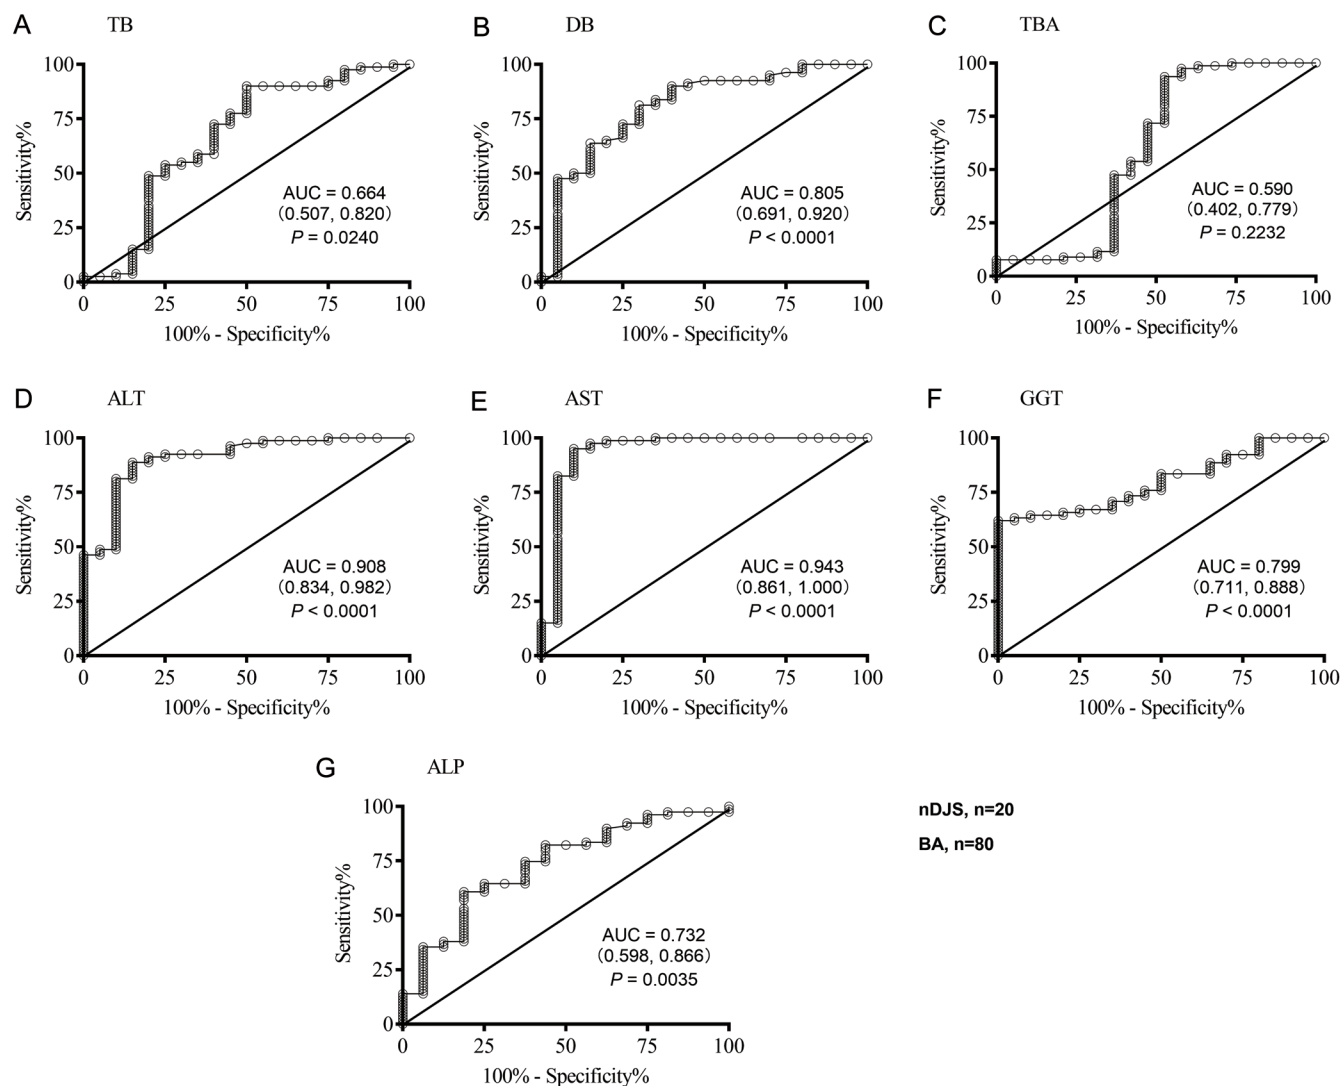 A TB
100
75
50
25
0
0 25 50 75 100
Sensitivity%
100% - Specificity%
AUC = 0.664
(0.507, 0.820)
P = 0.0240
B DB
100
75
50
25
0
0 25 50 75 100
Sensitivity%
100% - Specificity%
AUC = 0.805
(0.691, 0.920)
P < 0.0001
C TBA
100
75
50
25
0
0 25 50 75 100
Sensitivity%
100% - Specificity%
AUC = 0.590
(0.402, 0.779)
P = 0.2232
D ALT
100
75
50
25
0
0 25 50 75 100
Sensitivity%
100% - Specificity%
AUC = 0.908
(0.834, 0.982)
P < 0.0001
E AST
100
75
50
25
0
0 25 50 75 100
Sensitivity%
100% - Specificity%
AUC = 0.943
(0.861, 1.000)
P < 0.0001
F GGT
100
75
50
25
0
0 25 50 75 100
Sensitivity%
100% - Specificity%
AUC = 0.799
(0.711, 0.888)
P < 0.0001
G ALP
100
75
50
25
0
0 25 50 75 100
Sensitivity%
100% - Specificity%
AUC = 0.732
(0.598, 0.866)
P = 0.0035
nDJS, n=20
BA, n=80